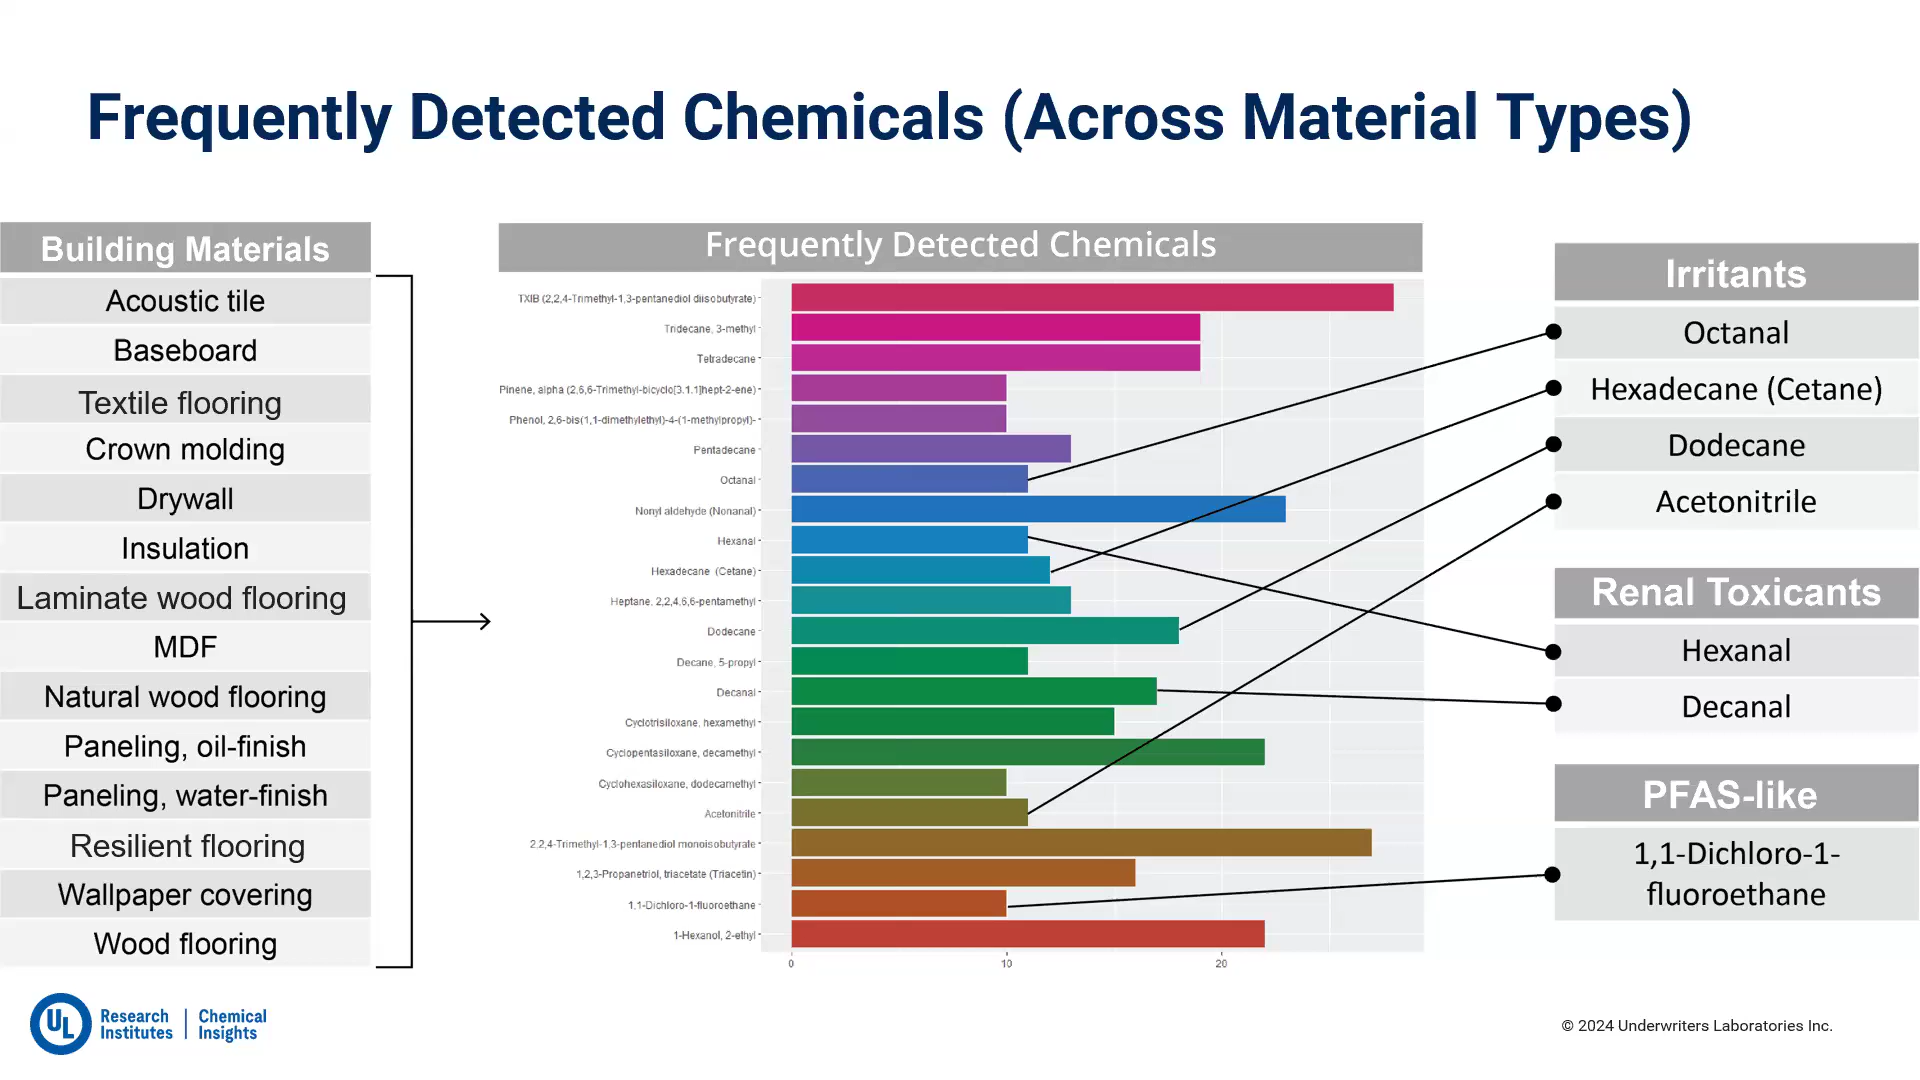 Frequently Detected Chemicals (Across Material Types)
Building Materials
Acoustic tile
Baseboard
Textile flooring
Crown molding
Drywall
Insulation
Laminate wood flooring
MDF
Natural wood flooring
Paneling, oil-finish
Paneling, water-finish
Resilient flooring
Wallpaper covering
Wood flooring
Frequently Detected Chemicals
TXIB (2,2,4-Trimethyl-1,3-pentanediol diisobutyrate)
Tridecane, 3-methyl
Tetradecane
Pinene, alpha (2,6,6-Trimethyl-bicyclo[3.1.1]hept-2-ene)
Phenol, 2,6-bis(1,1-dimethylethyl)-4-(1-methylpropyl)-
Pentadecane
Octanal
Nonyl aldehyde (Nonanal)
Hexanal
Hexadecane (Cetane)
Heptane, 2,2,4,6,6-pentamethyl
Dodecane
Decane, 5-propyl
Decanal
Cyclotrisiloxane, hexamethyl
Cyclopentasiloxane, decamethyl
Cyclohexasiloxane, dodecamethyl
Acetonitrile
2,2,4-Trimethyl-1,3-pentanediol monoisobutyrate
1,2,3-Propanetriol, triacetate (Triacetin)
1,1-Dichloro-1-fluoroethane
1-Hexanol, 2-ethyl
0 10 20
Irritants
Octanal
Hexadecane (Cetane)
Dodecane
Acetonitrile
Renal Toxicants
Hexanal
Decanal
PFAS-like
1,1-Dichloro-1-
fluoroethane
UL
Research
Institutes
Chemical
Insights
© 2024 Underwriters Laboratories Inc.